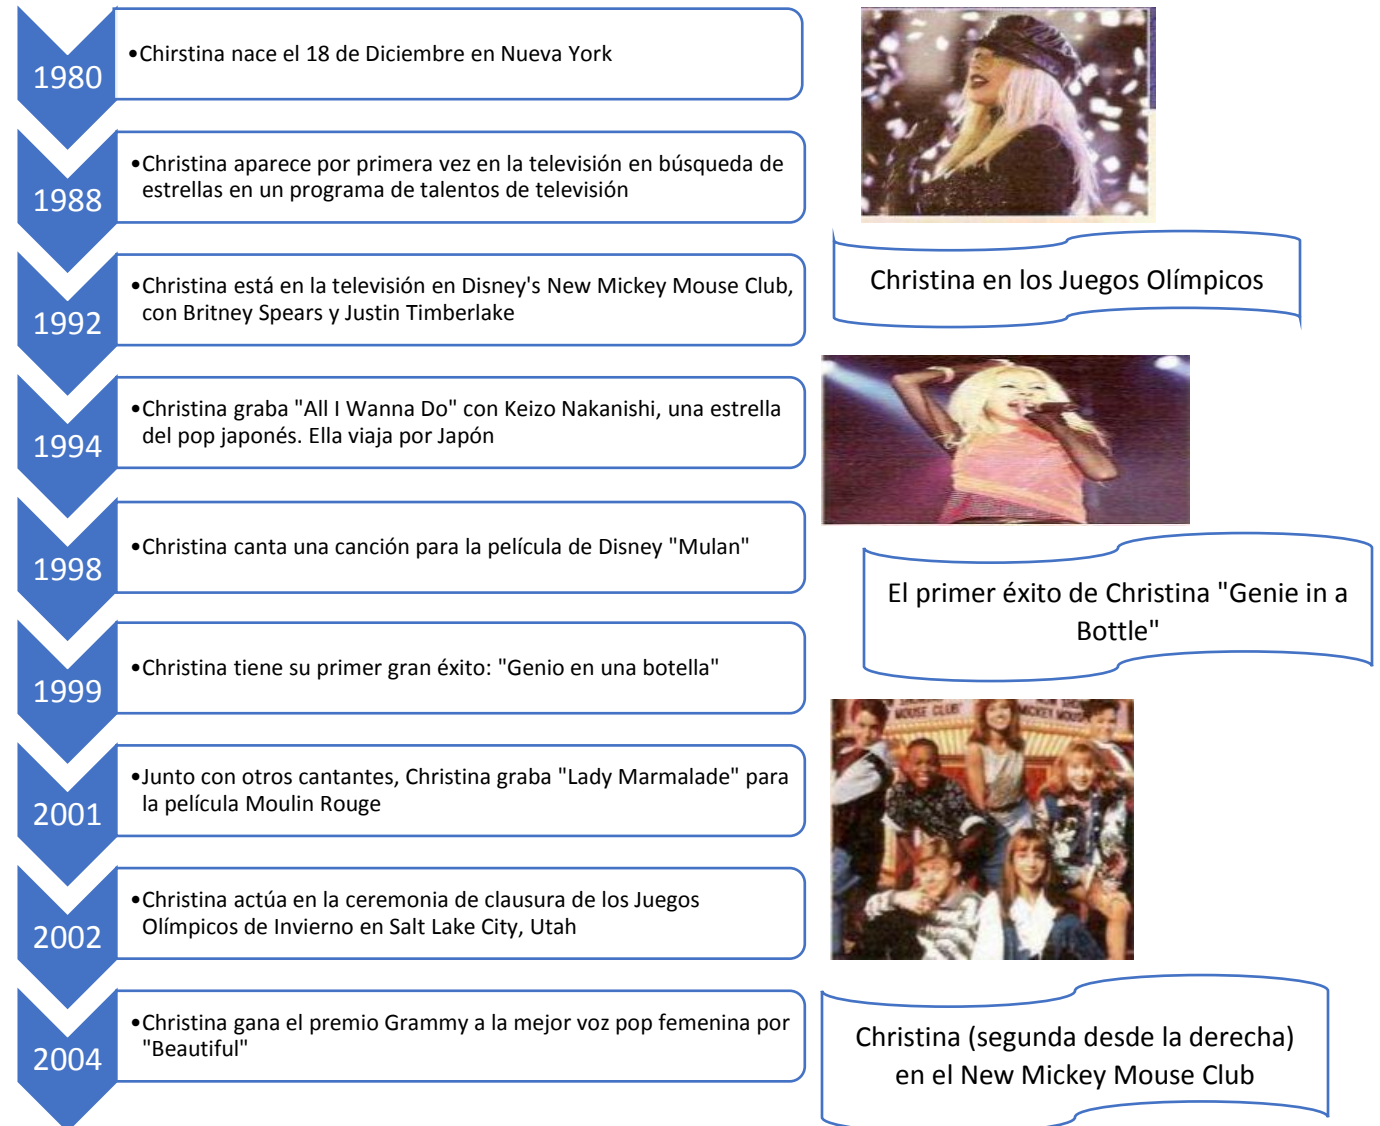 1980
•Chirstina nace el 18 de Diciembre en Nueva York
1988
•Christina aparece por primera vez en la televisión en búsqueda de
estrellas en un programa de talentos de televisión
1992
•Christina está en la televisión en Disney's New Mickey Mouse Club,
con Britney Spears y Justin Timberlake
1994
•Christina graba "All I Wanna Do" con Keizo Nakanishi, una estrella
del pop japonés. Ella viaja por Japón
1998
•Christina canta una canción para la película de Disney "Mulan"
1999
•Christina tiene su primer gran éxito: "Genio en una botella"
2001
•Junto con otros cantantes, Christina graba "Lady Marmalade" para
la película Moulin Rouge
2002
•Christina actúa en la ceremonia de clausura de los Juegos
Olímpicos de Invierno en Salt Lake City, Utah
2004
•Christina gana el premio Grammy a la mejor voz pop femenina por
"Beautiful"
Christina en los Juegos Olímpicos
El primer éxito de Christina "Genie in a
Bottle"
MOUSE CLUB
MICKEY MOUS
Christina (segunda desde la derecha)
en el New Mickey Mouse Club